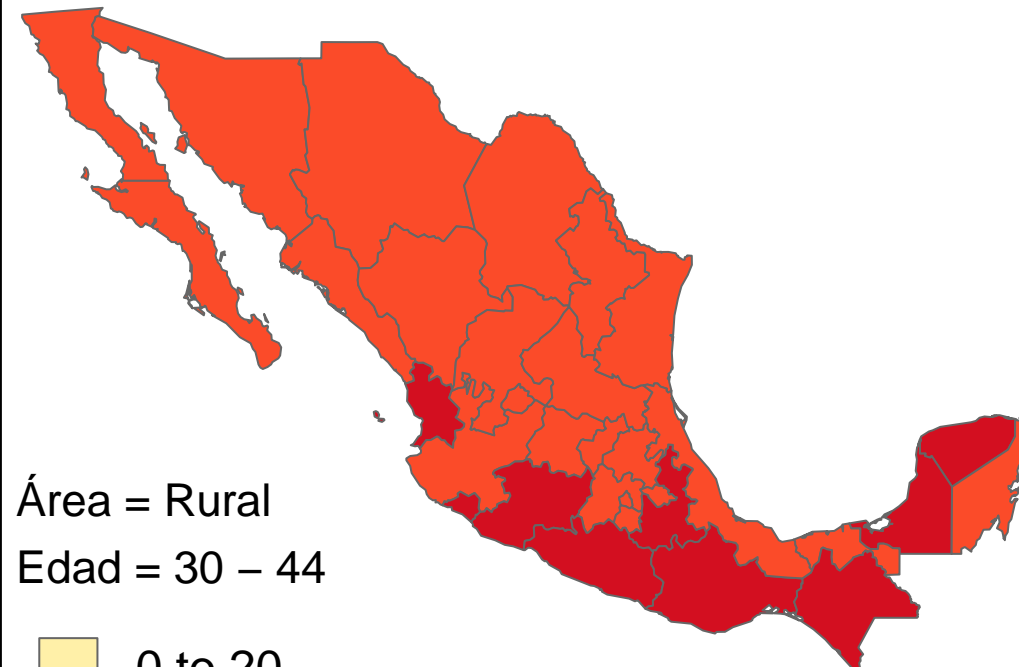 Área = Rural
Edad = 30 – 44
0 to 20